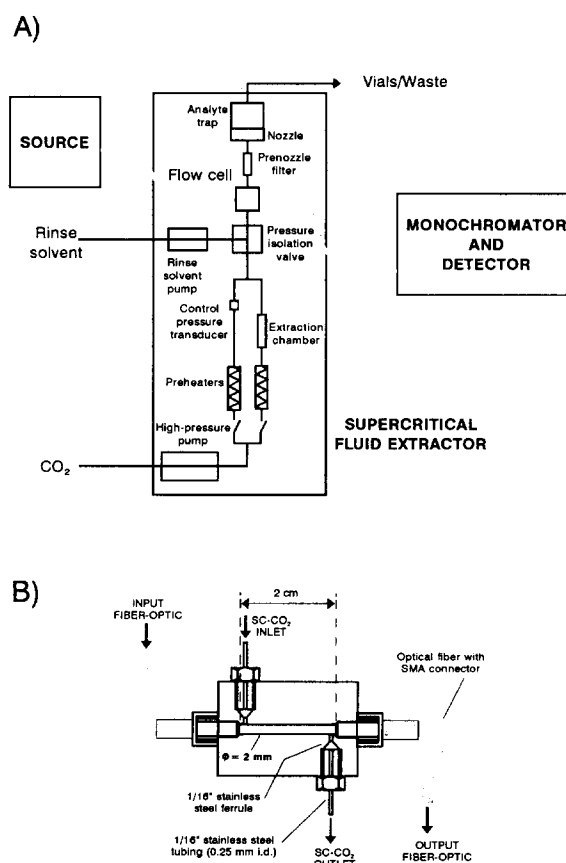 A)
Vials/Waste
Analyte
trap
Nozzle
SOURCE
Prenozzle
filter
Flow cell
MONOCHROMATOR
AND
DETECTOR
Rinse
solvent
Pressure
isolation
valve
Rinse
solvent
pump
Control
pressure
transducer
Extraction
chamber
Preheaters
High-pressure
pump
SUPERCRITICAL
FLUID EXTRACTOR
CO₂
B)
2 cm
INPUT
FIBER-OPTIC
SC-CO₂
INLET
Optical fiber with
SMA connector
Φ = 2 mm
1/16" stainless
steel ferrule
1/16" stainless steel
tubing (0.25 mm i.d.)
SC-CO₂
OUTLET
OUTPUT
FIBER-OPTIC